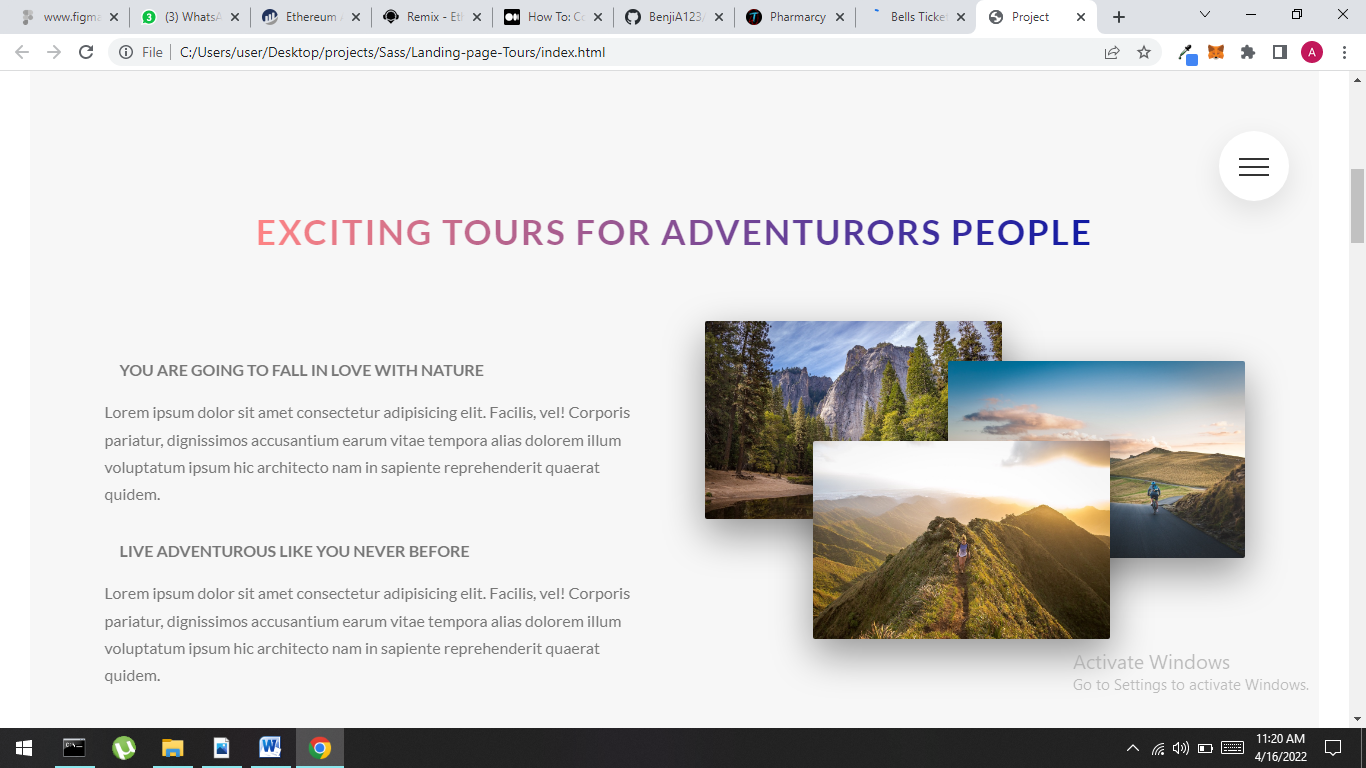 www.figma
(3) WhatsA
Ethereum A
Remix - Eth
How To: Co
BenjiA123/
Pharmarcy
Bells Ticket
Project
File
C:/Users/user/Desktop/projects/Sass/Landing-page-Tours/index.html
A
EXCITING TOURS FOR ADVENTURORS PEOPLE
YOU ARE GOING TO FALL IN LOVE WITH NATURE
Lorem ipsum dolor sit amet consectetur adipisicing elit. Facilis, vel! Corporis
pariatur, dignissimos accusantium earum vitae tempora alias dolorem illum
voluptatum ipsum hic architecto nam in sapiente reprehenderit quaerat
quidem.
LIVE ADVENTUROUS LIKE YOU NEVER BEFORE
Lorem ipsum dolor sit amet consectetur adipisicing elit. Facilis, vel! Corporis
pariatur, dignissimos accusantium earum vitae tempora alias dolorem illum
voluptatum ipsum hic architecto nam in sapiente reprehenderit quaerat
quidem.
Activate Windows
Go to Settings to activate Windows.
11:20 AM
4/16/2022